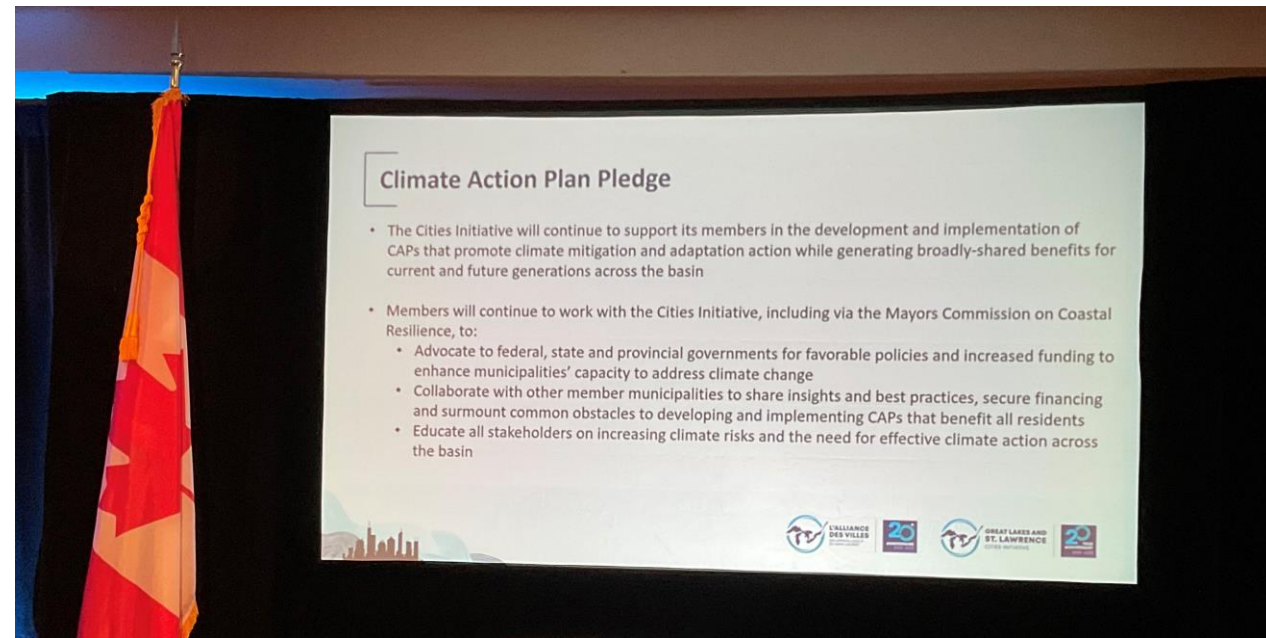 Climate Action Plan Pledge
• The Cities Initiative will continue to support its members in the development and implementation of
CAPs that promote climate mitigation and adaptation action while generating broadly-shared benefits for
current and future generations across the basin
• Members will continue to work with the Cities Initiative, including via the Mayors Commission on Coastal
Resilience, to:
• Advocate to federal, state and provincial governments for favorable policies and increased funding to
enhance municipalities' capacity to address climate change
• Collaborate with other member municipalities to share insights and best practices, secure financing
and surmount common obstacles to developing and implementing CAPs that benefit all residents
• Educate all stakeholders on increasing climate risks and the need for effective climate action across
the basin
L'ALLIANCE
DES VILLES
20
GREAT LAKES AND
ST. LAWRENCE
CITIES INITIATIVE
20